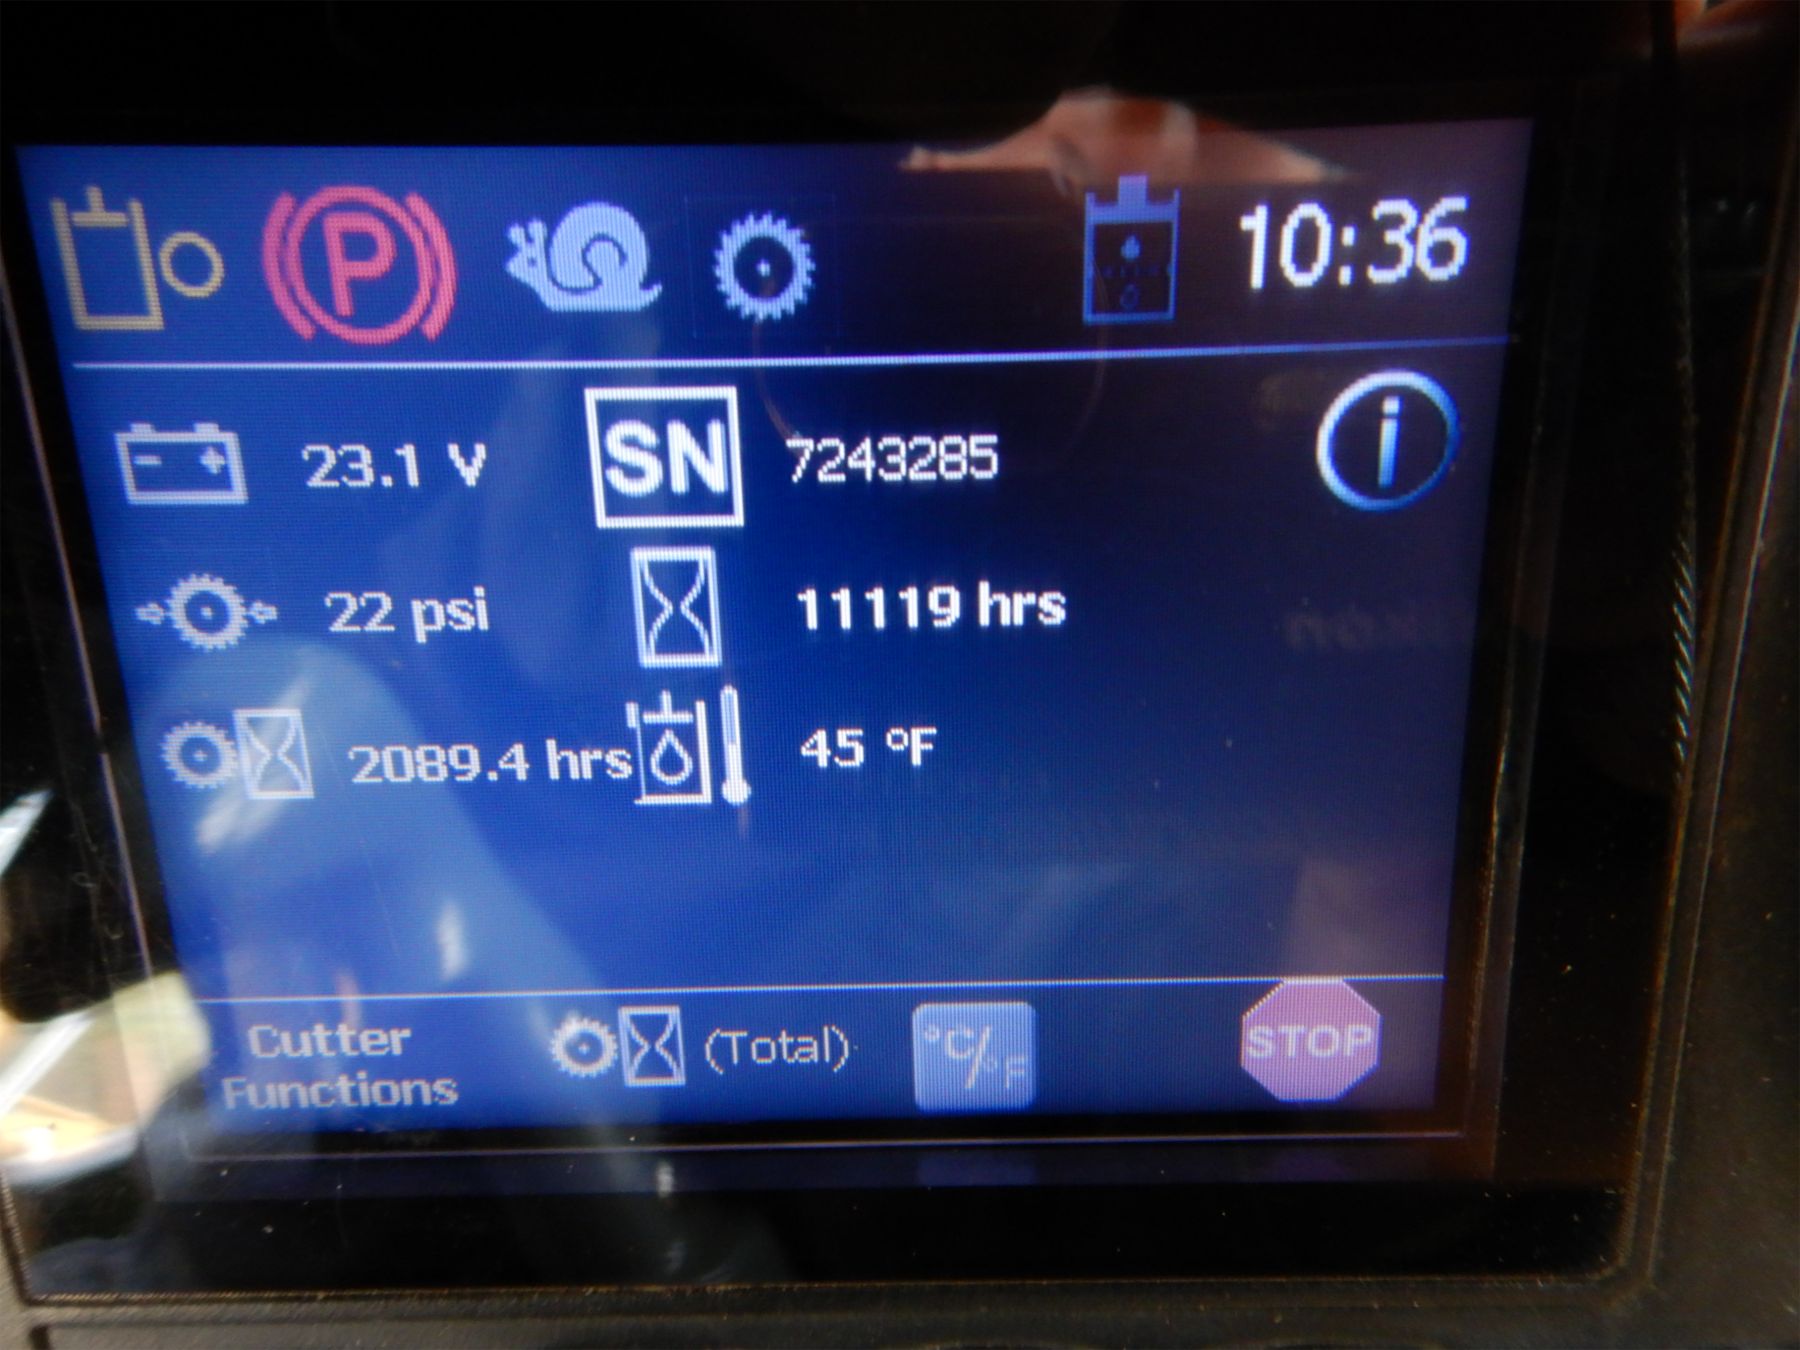 P 10:36
23.1 V SN 7243285 i
22 psi 11119 hrs
2089.4 hrs 45 °F
Cutter Functions (Total) °C/°F STOP